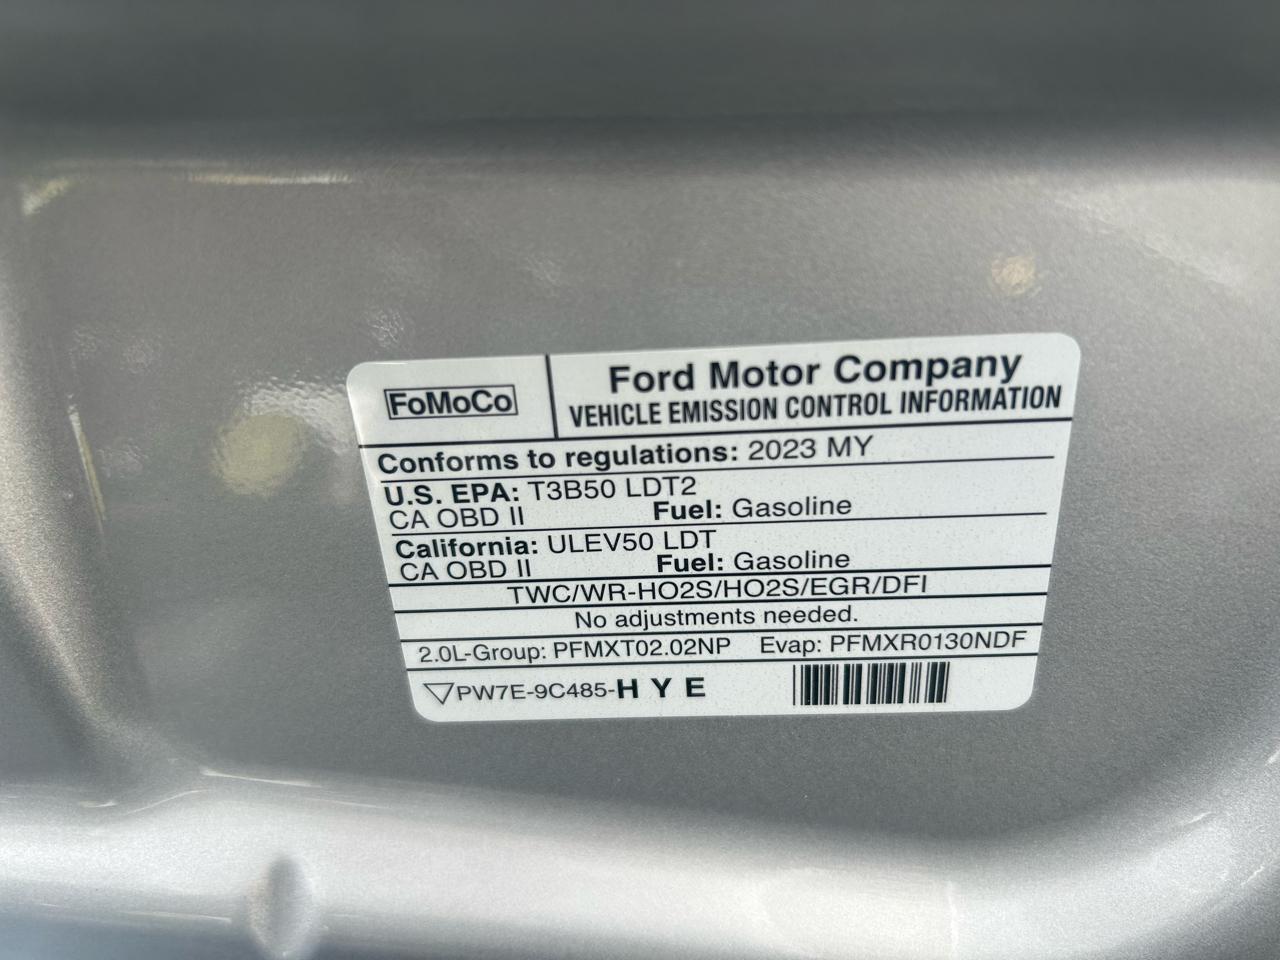 FoMoCo
Ford Motor Company
VEHICLE EMISSION CONTROL INFORMATION
Conforms to regulations: 2023 MY
U.S. EPA: T3B50 LDT2
CA OBD II Fuel: Gasoline
California: ULEV50 LDT
CA OBD II Fuel: Gasoline
TWC/WR-HO2S/HO2S/EGR/DFI
No adjustments needed.
2.0L-Group: PFMXT02.02NP Evap: PFMXR0130NDF
PW7E-9C485-HYE